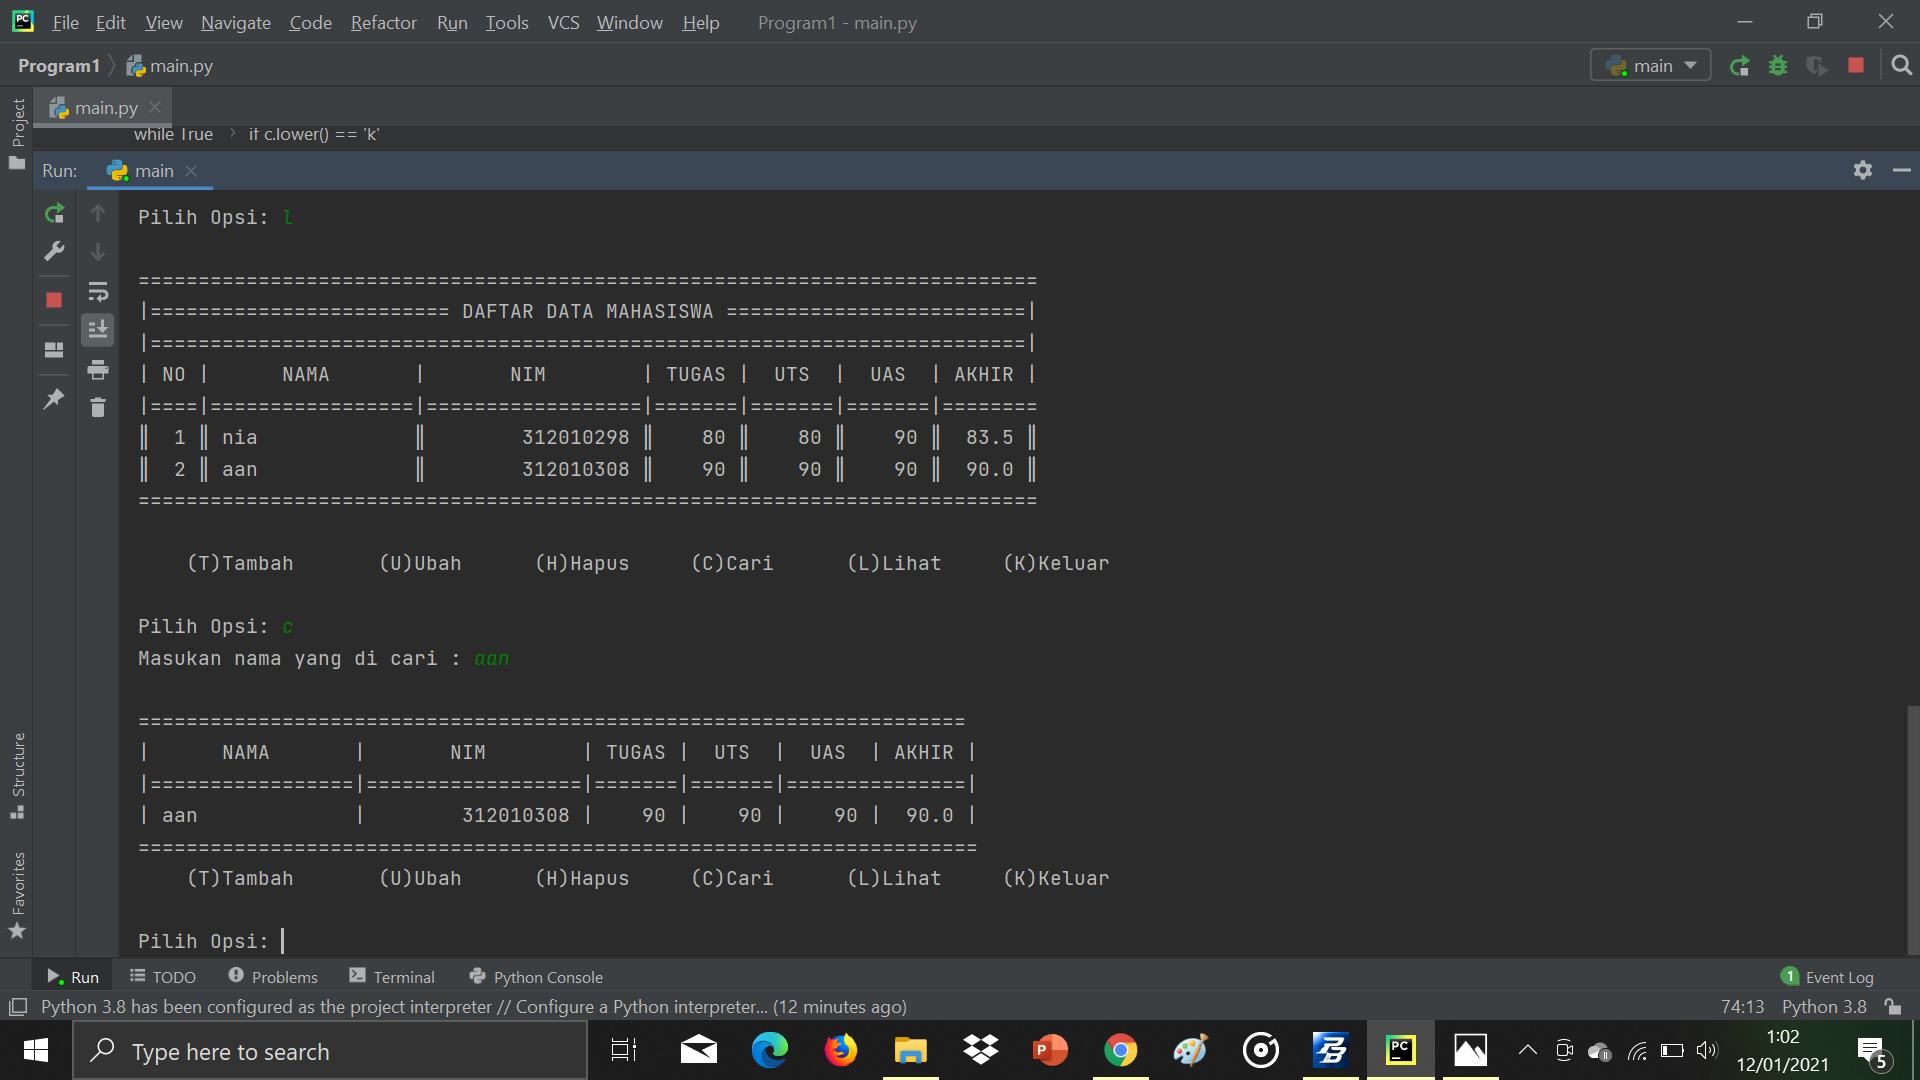 File Edit View Navigate Code Refactor Run Tools VCS Window Help Program1 - main.py
Program1 main.py main
Project
main.py
while True > if c.lower() == 'k'
Run: main
Pilih Opsi: l
===========================================================================
|========================= DAFTAR DATA MAHASISWA =========================|
|=========================================================================|
| NO |      NAMA       |       NIM        | TUGAS |  UTS  |  UAS  | AKHIR |
|====|=================|==================|=======|=======|=======|========
║  1 ║ nia             ║        312010298 ║    80 ║    80 ║    90 ║  83.5 ║
║  2 ║ aan             ║        312010308 ║    90 ║    90 ║    90 ║  90.0 ║
===========================================================================
(T)Tambah (U)Ubah (H)Hapus (C)Cari (L)Lihat (K)Keluar
Pilih Opsi: c
Masukan nama yang di cari : aan
=====================================================================
|      NAMA       |       NIM        | TUGAS |  UTS  |  UAS  | AKHIR |
|=================|==================|=======|=======|===============|
| aan             |        312010308 |    90 |    90 |    90 |  90.0 |
======================================================================
(T)Tambah (U)Ubah (H)Hapus (C)Cari (L)Lihat (K)Keluar
Pilih Opsi:
Structure
Favorites
Run TODO Problems Terminal Python Console 1 Event Log
Python 3.8 has been configured as the project interpreter // Configure a Python interpreter... (12 minutes ago) 74:13 Python 3.8
Type here to search
1:02
12/01/2021
5